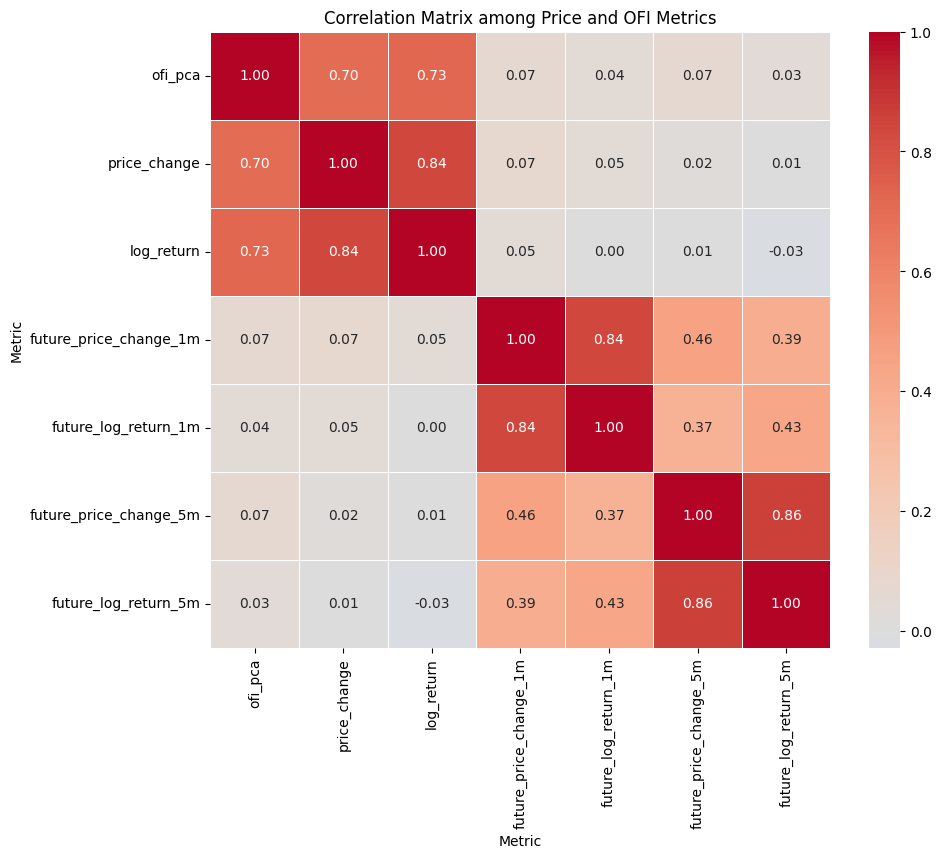 Correlation Matrix among Price and OFI Metrics
ofi_pca 1.00 0.70 0.73 0.07 0.04 0.07 0.03
price_change 0.70 1.00 0.84 0.07 0.05 0.02 0.01
log_return 0.73 0.84 1.00 0.05 0.00 0.01 -0.03
future_price_change_1m 0.07 0.07 0.05 1.00 0.84 0.46 0.39
future_log_return_1m 0.04 0.05 0.00 0.84 1.00 0.37 0.43
future_price_change_5m 0.07 0.02 0.01 0.46 0.37 1.00 0.86
future_log_return_5m 0.03 0.01 -0.03 0.39 0.43 0.86 1.00
Metric
ofi_pca
price_change
log_return
future_price_change_1m
future_log_return_1m
future_price_change_5m
future_log_return_5m
Metric
1.0
0.8
0.6
0.4
0.2
0.0